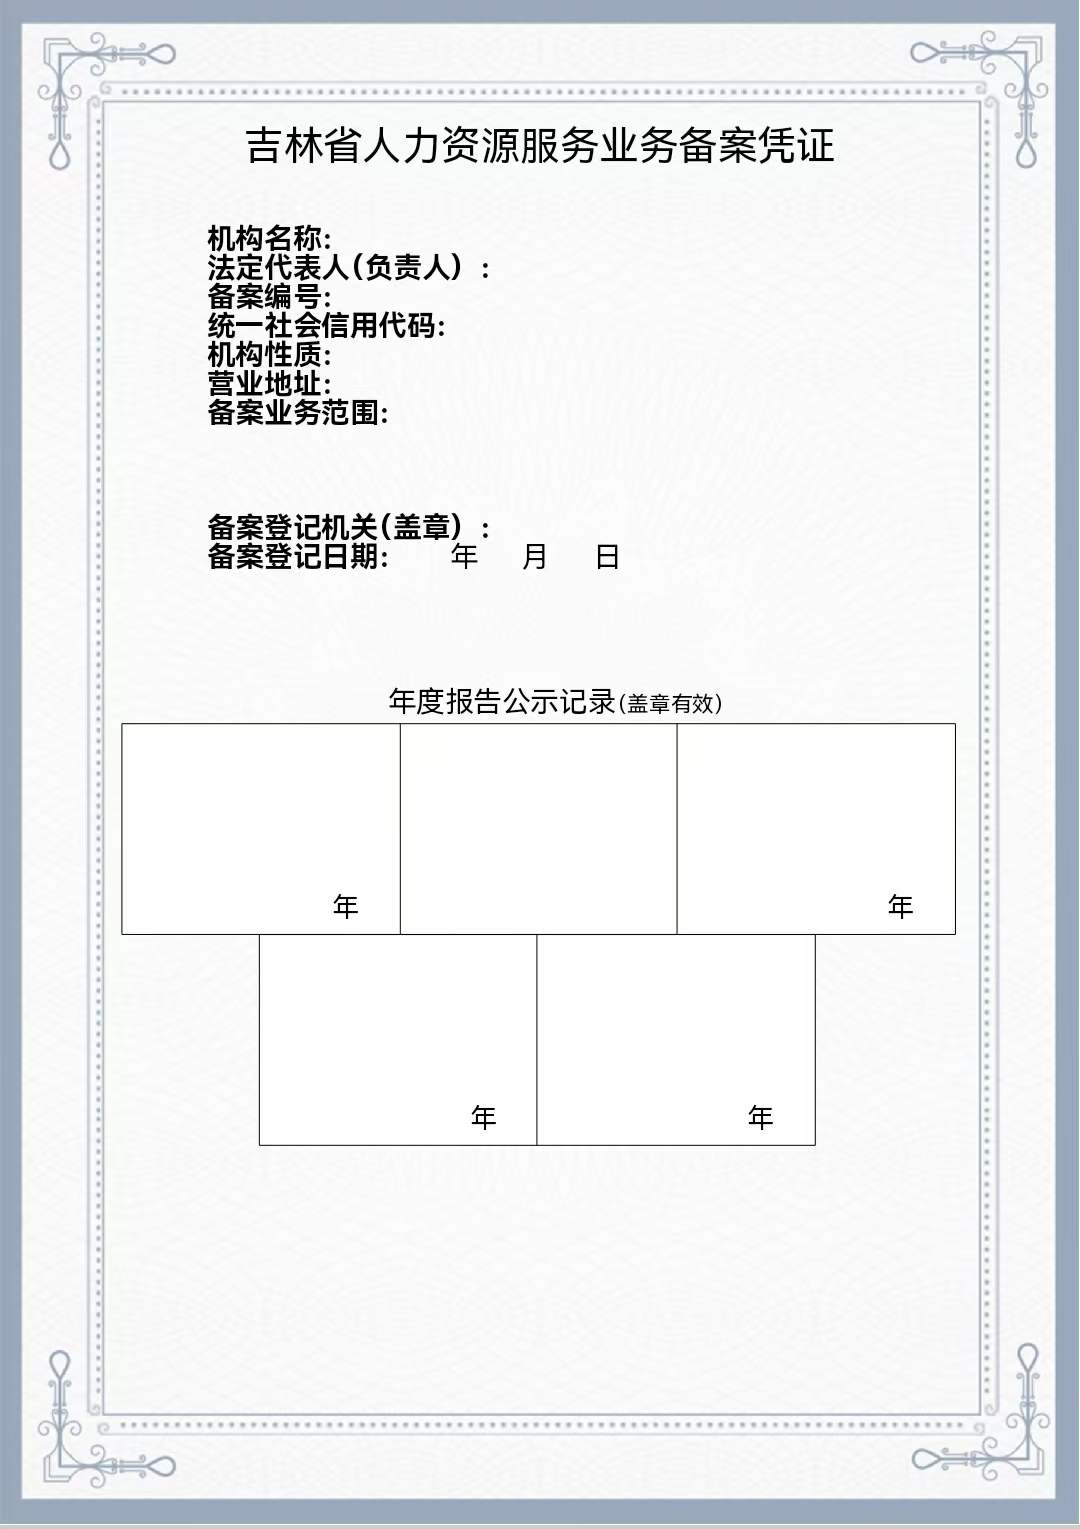 吉林省人力资源服务业务备案凭证
机构名称:
法定代表人(负责人) :
备案编号:
统一社会信用代码:
机构性质:
营业地址:
备案业务范围:
备案登记机关(盖章) :
备案登记日期: 年 月 日
年度报告公示记录(盖章有效)
年 年
年 年